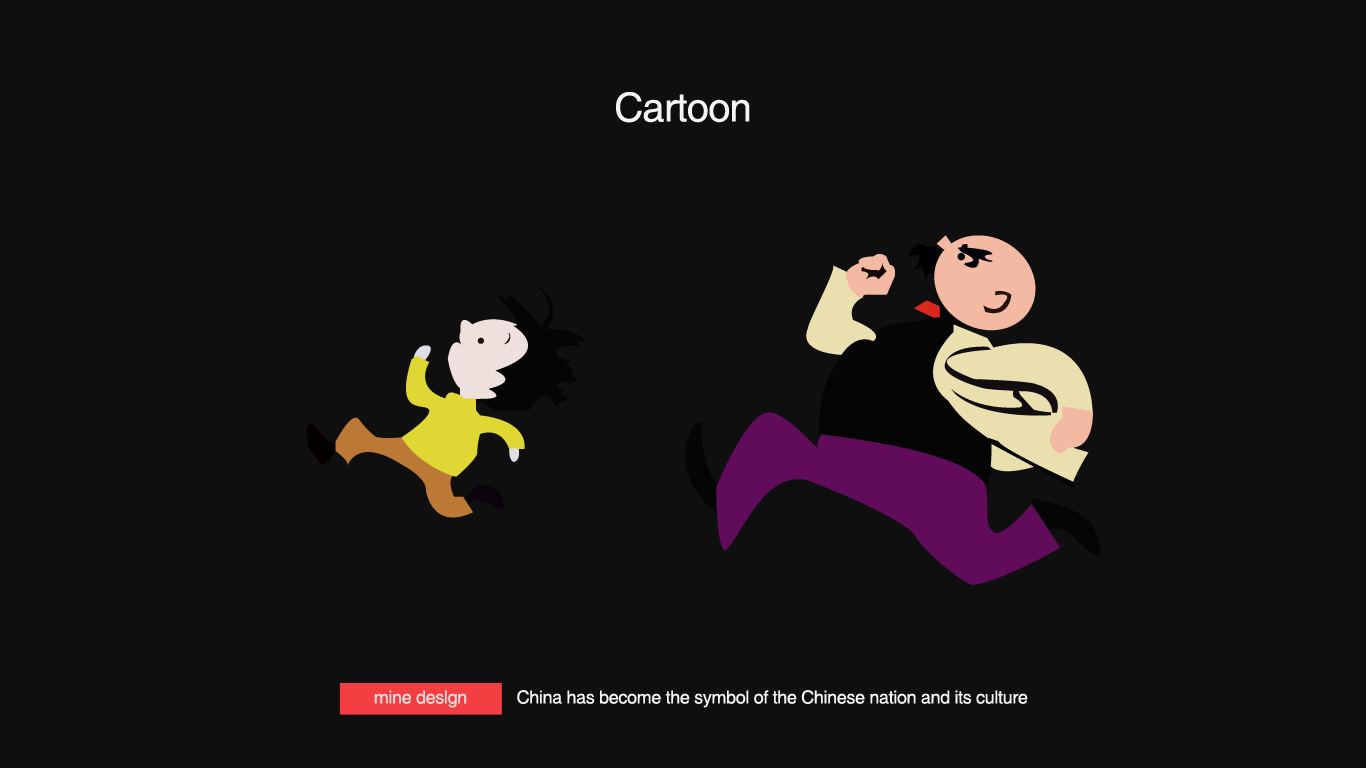 Cartoon
mine design
China has become the symbol of the Chinese nation and its culture